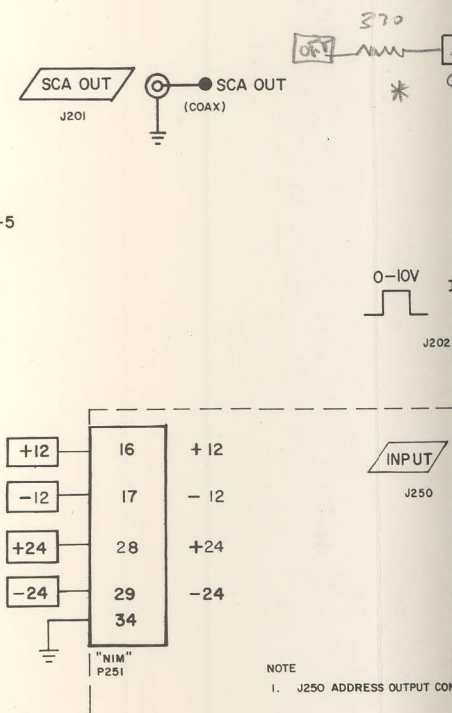 330
OFF
*
SCA OUT
SCA OUT
(COAX)
J201
-5
0-10V
J202
+12 16 +12
-12 17 -12
+24 28 +24
-24 29 -24
34
"NIM"
P251
INPUT
J250
NOTE
1. J250 ADDRESS OUTPUT CON